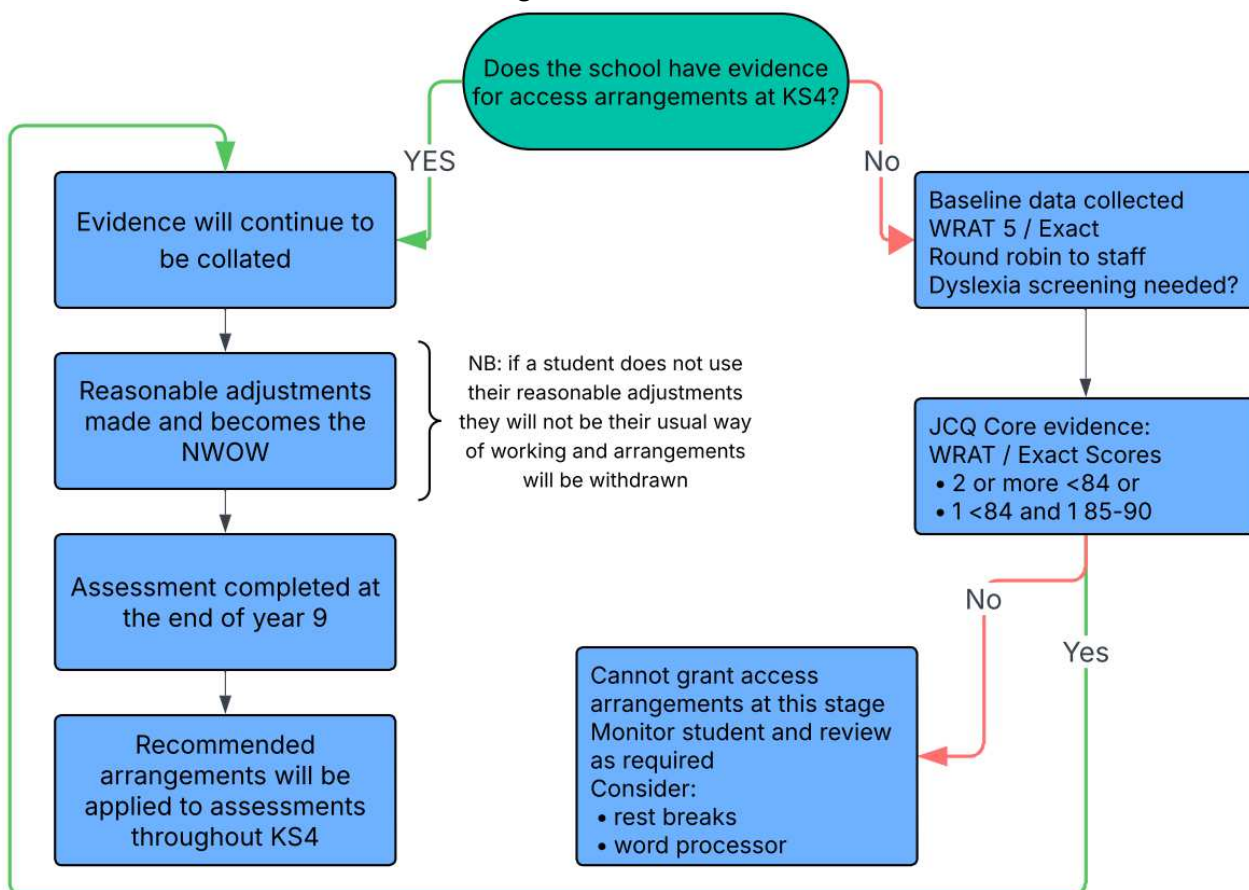 Does the school have evidence
for access arrangements at KS4?
YES
No
Evidence will continue to
be collated
Reasonable adjustments
made and becomes the
NWOW
NB: if a student does not use
their reasonable adjustments
they will not be their usual way
of working and arrangements
will be withdrawn
Assessment completed at
the end of year 9
Recommended
arrangements will be
applied to assessments
throughout KS4
Baseline data collected
WRAT 5 / Exact
Round robin to staff
Dyslexia screening needed?
JCQ Core evidence:
WRAT / Exact Scores
• 2 or more <84 or
• 1 <84 and 1 85-90
No
Yes
Cannot grant access
arrangements at this stage
Monitor student and review
as required
Consider:
• rest breaks
• word processor